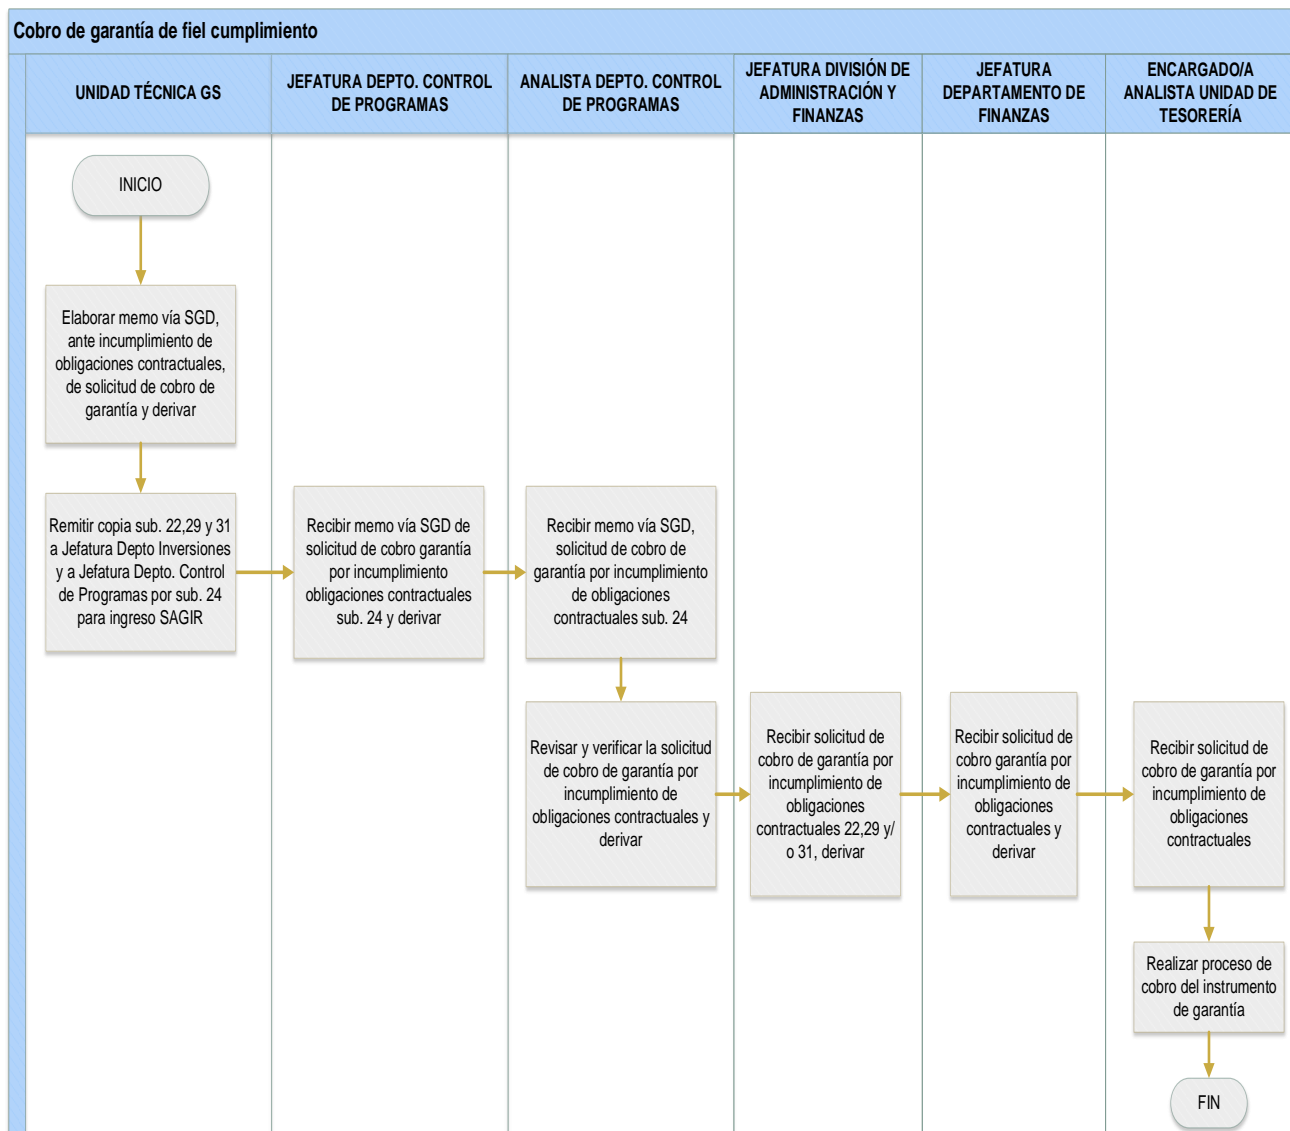 Cobro de garantía de fiel cumplimiento
UNIDAD TÉCNICA GS
JEFATURA DEPTO. CONTROL
DE PROGRAMAS
ANALISTA DEPTO. CONTROL
DE PROGRAMAS
JEFATURA DIVISIÓN DE
ADMINISTRACIÓN Y
FINANZAS
JEFATURA
DEPARTAMENTO DE
FINANZAS
ENCARGADO/A
ANALISTA UNIDAD DE
TESORERÍA
INICIO
Elaborar memo vía SGD,
ante incumplimiento de
obligaciones contractuales,
de solicitud de cobro de
garantía y derivar
Remitir copia sub. 22,29 y 31
a Jefatura Depto Inversiones
y a Jefatura Depto. Control
de Programas por sub. 24
para ingreso SAGIR
Recibir memo vía SGD de
solicitud de cobro garantía
por incumplimiento
obligaciones contractuales
sub. 24 y derivar
Recibir memo vía SGD,
solicitud de cobro de
garantía por incumplimiento
de obligaciones
contractuales sub. 24
Revisar y verificar la solicitud
de cobro de garantía por
incumplimiento de
obligaciones contractuales y
derivar
Recibir solicitud de
cobro de garantía por
incumplimiento de
obligaciones
contractuales 22,29 y/
o 31, derivar
Recibir solicitud de
cobro garantía por
incumplimiento de
obligaciones
contractuales y
derivar
Recibir solicitud de
cobro de garantía por
incumplimiento de
obligaciones
contractuales
Realizar proceso de
cobro del instrumento
de garantía
FIN